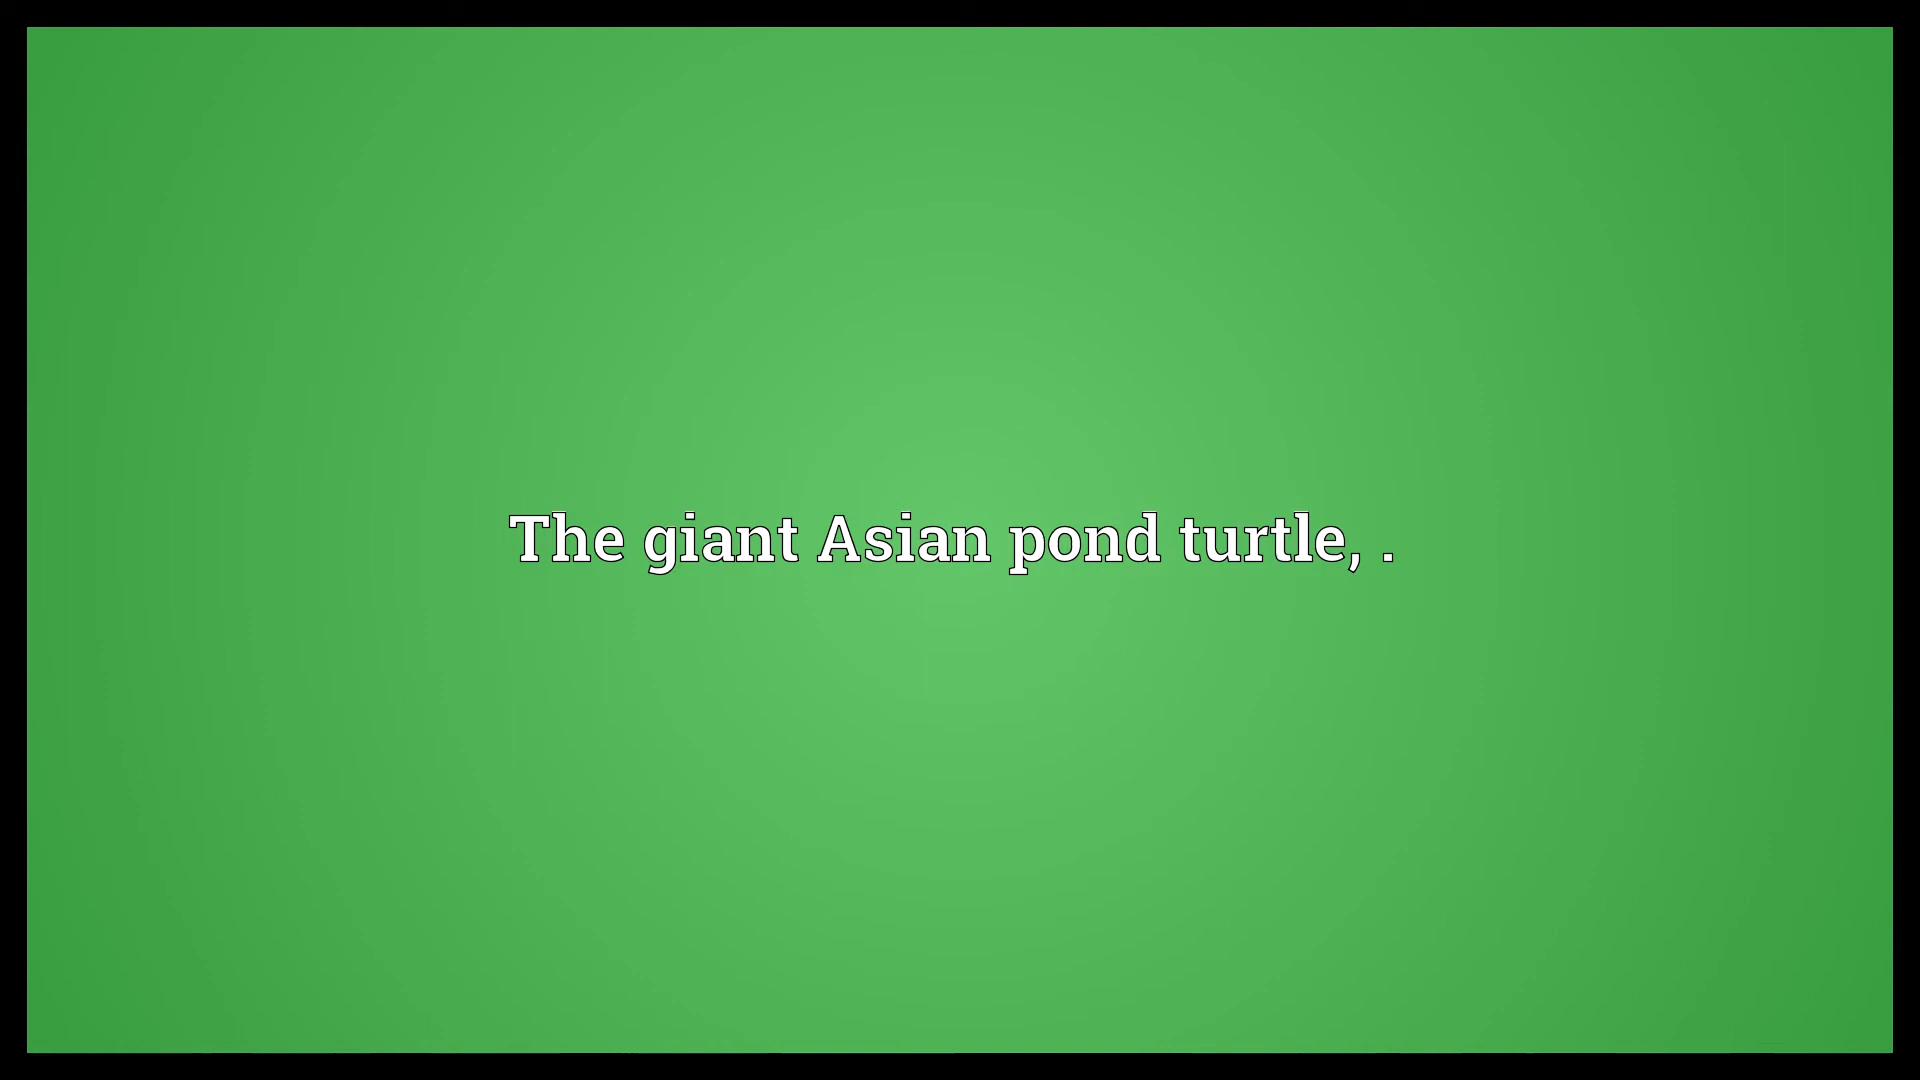 The giant Asian pond turtle, .